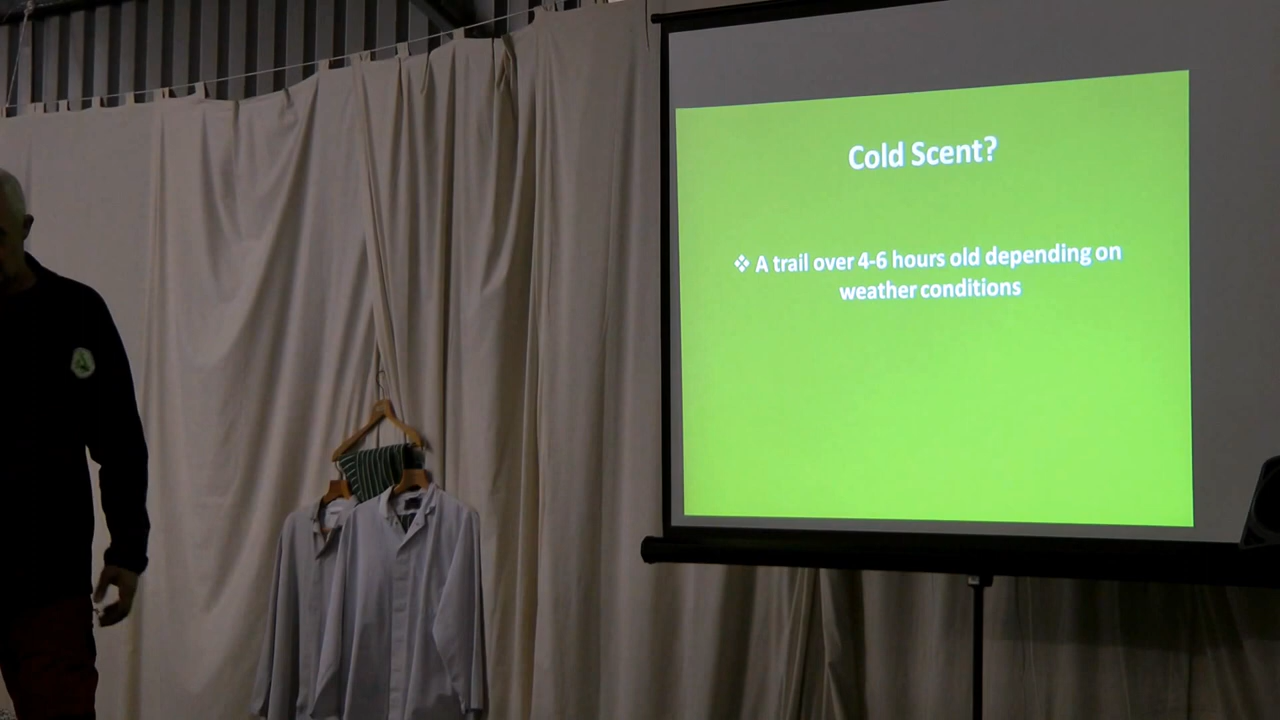 Cold Scent?
❖ A trail over 4-6 hours old depending on
weather conditions